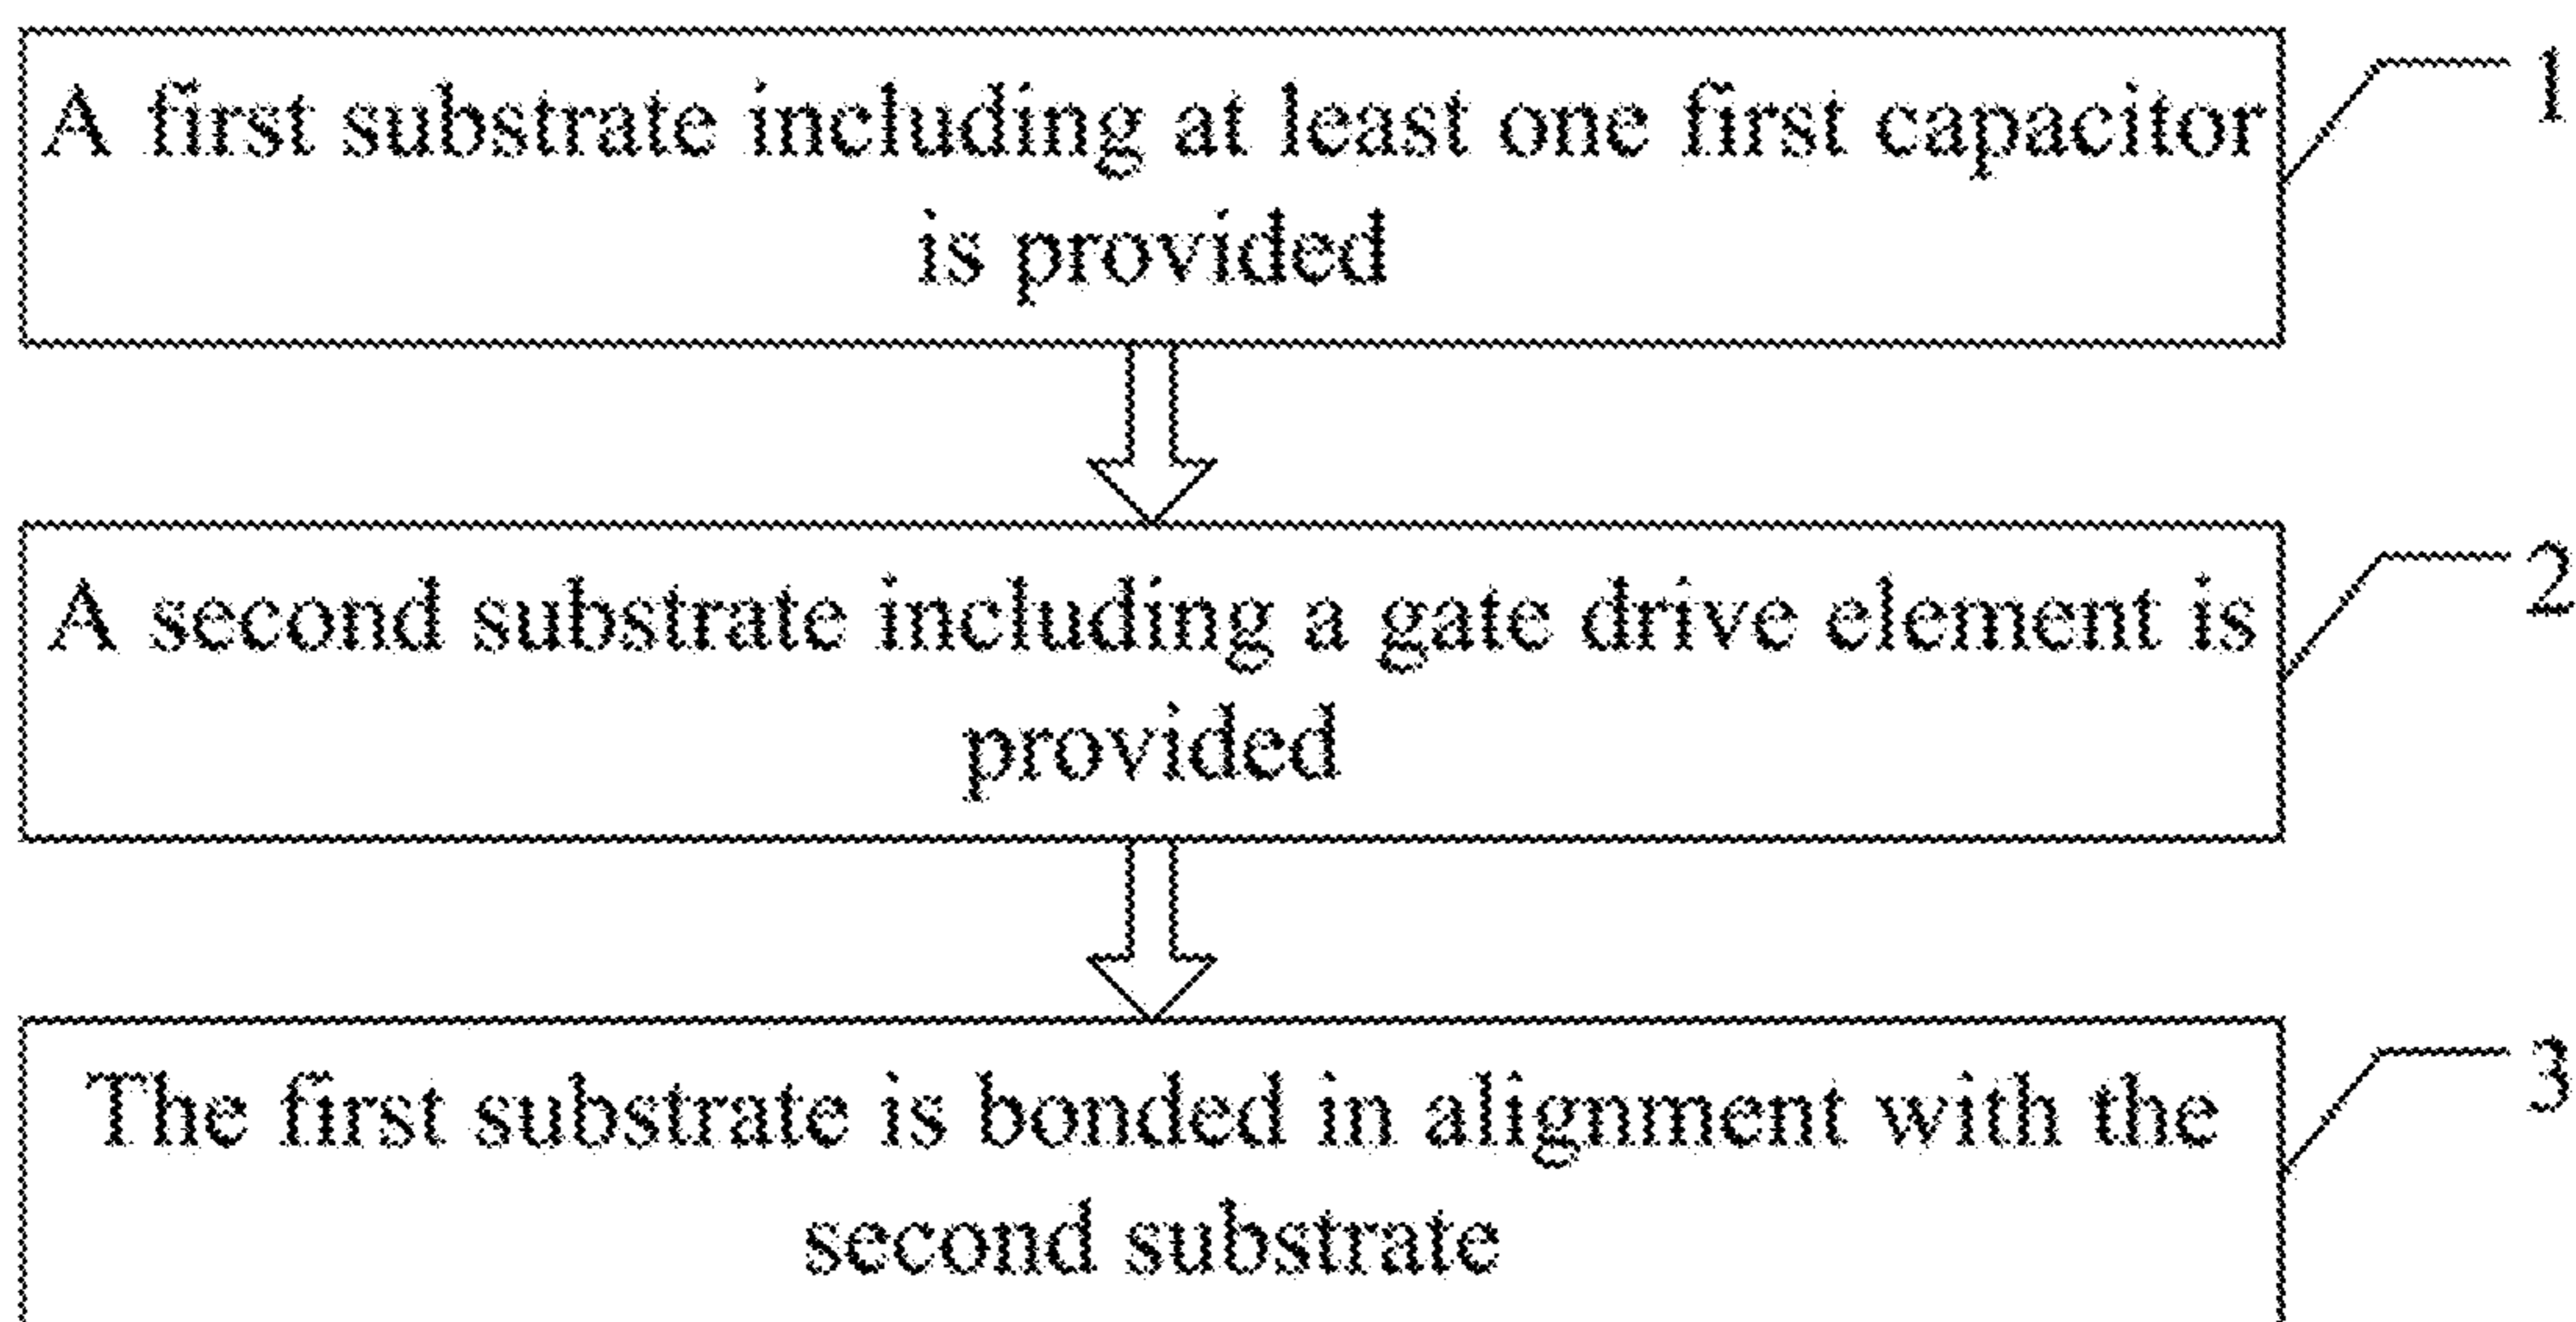 A first substrate including at least one first capacitor
is provided
1
A second substrate including a gate drive element is
provided
2
The first substrate is bonded in alignment with the
second substrate
3